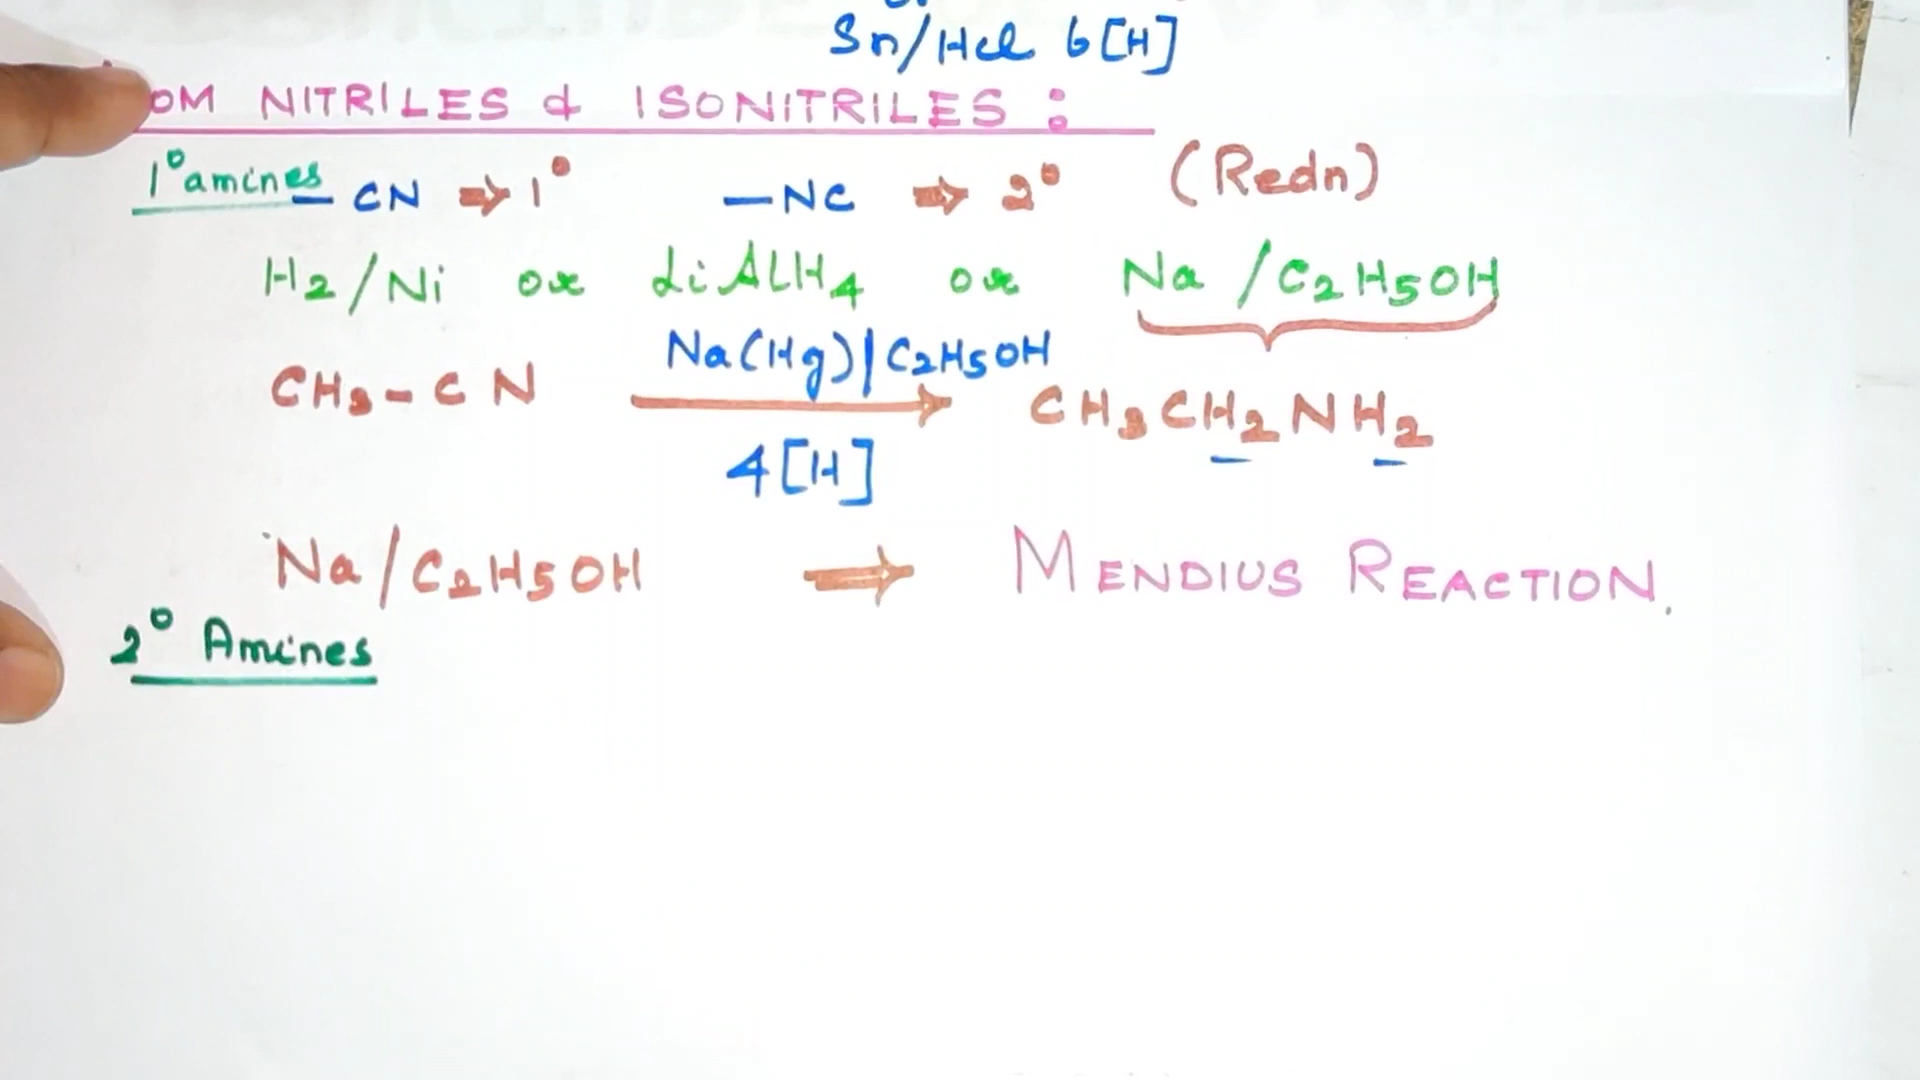 Sn/HCl 6[H]
OM NITRILES & ISONITRILES :
1° amines – CN ⇒ 1° – NC ⇒ 2° (Redn)
H2/Ni or LiAlH4 or Na /C2H5OH
Na(Hg)|C2H5OH
CH3-CN → CH3CH2NH2
4[H]
Na/C2H5OH ⇒ MENDIUS REACTION.
2° Amines